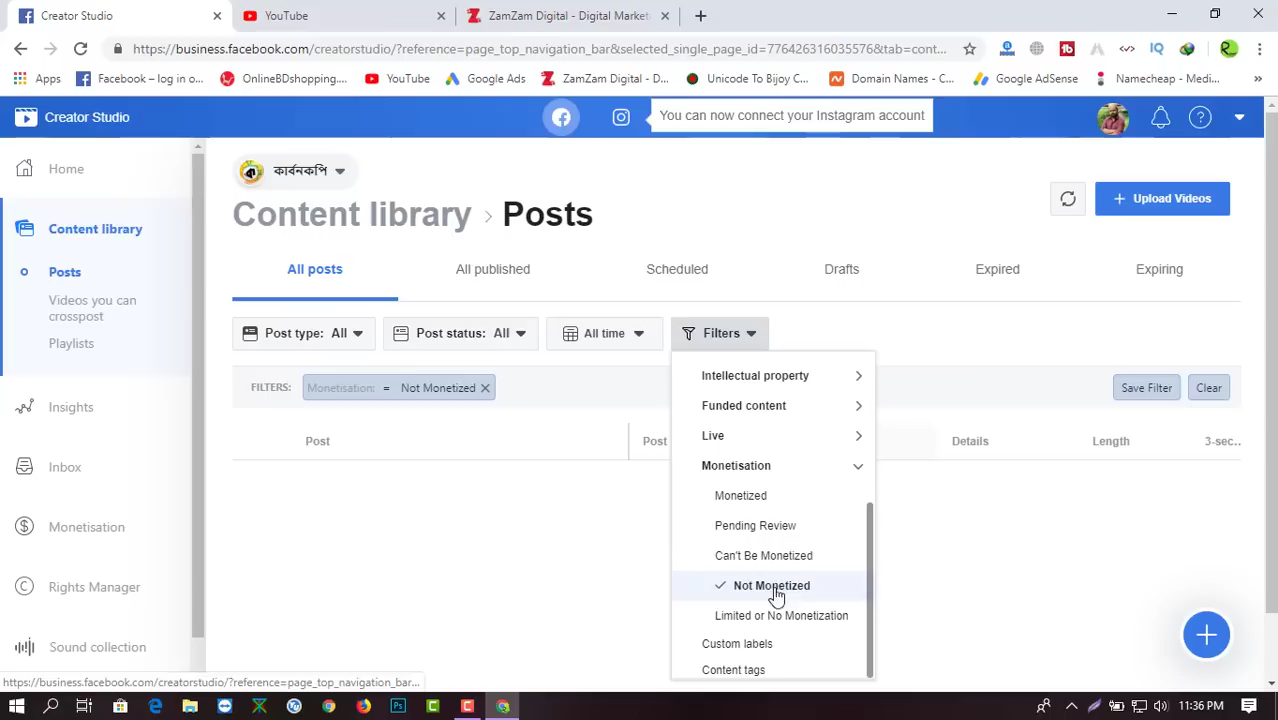 Creator Studio
YouTube
ZamZam Digital - Digital Market
https://business.facebook.com/creatorstudio/?reference=page_top_navigation_bar&selected_single_page_id=776426316035576&tab=cont...
Apps
Facebook – log in o...
OnlineBDshopping....
YouTube
Google Ads
ZamZam Digital - D...
Unicode To Bijoy C...
Domain Names - C...
Google AdSense
Namecheap - Medi...
Creator Studio
You can now connect your Instagram account
Home
Content library
Posts
Videos you can crosspost
Playlists
Insights
Inbox
Monetisation
Rights Manager
Sound collection
কার্বনকপি
Content library › Posts
Upload Videos
All posts
All published
Scheduled
Drafts
Expired
Expiring
Post type: All
Post status: All
All time
Filters
FILTERS:
Monetisation: = Not Monetized
Save Filter
Clear
Post
Post
Details
Length
3-sec..
Intellectual property
Funded content
Live
Monetisation
Monetized
Pending Review
Can't Be Monetized
Not Monetized
Limited or No Monetization
Custom labels
Content tags
https://business.facebook.com/creatorstudio/?reference=page_top_navigation_bar...
11:36 PM